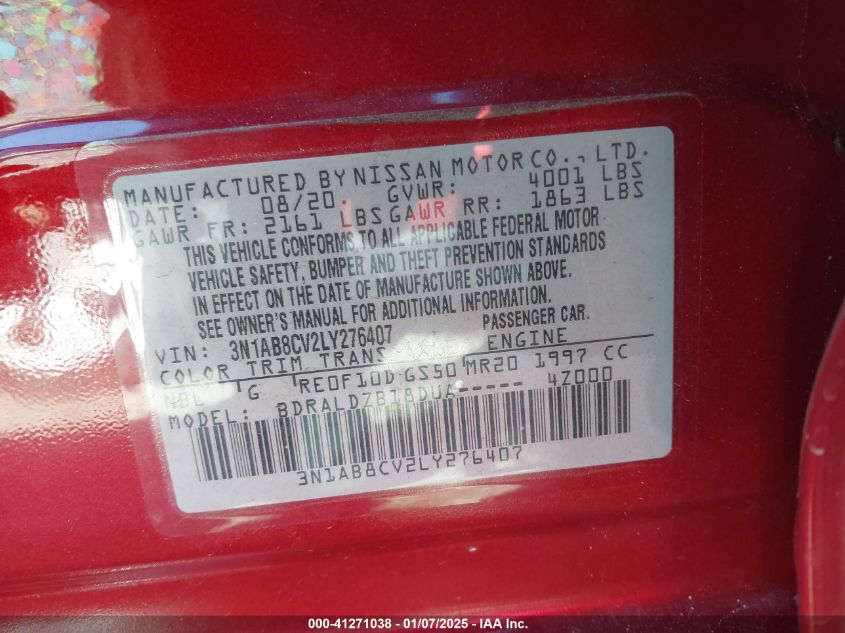 MANUFACTURED BY NISSAN MOTOR CO., LTD.
DATE: 08/20 GVWR: 4001 LBS
GAWR FR: 2161 LBS GAWR RR: 1863 LBS
THIS VEHICLE CONFORMS TO ALL APPLICABLE FEDERAL MOTOR
VEHICLE SAFETY, BUMPER AND THEFT PREVENTION STANDARDS
IN EFFECT ON THE DATE OF MANUFACTURE SHOWN ABOVE.
SEE OWNER'S MANUAL FOR ADDITIONAL INFORMATION.
VIN: 3N1AB8CV2LY276407 PASSENGER CAR.
COLOR TRIM TRANS ENGINE
NBL G RE0F10D GS50 MR20 1997 CC
MODEL: BDRALDZB18DUA----- 4Z000
3N1AB8CV2LY276407
000-41271038 - 01/07/2025 - IAA Inc.